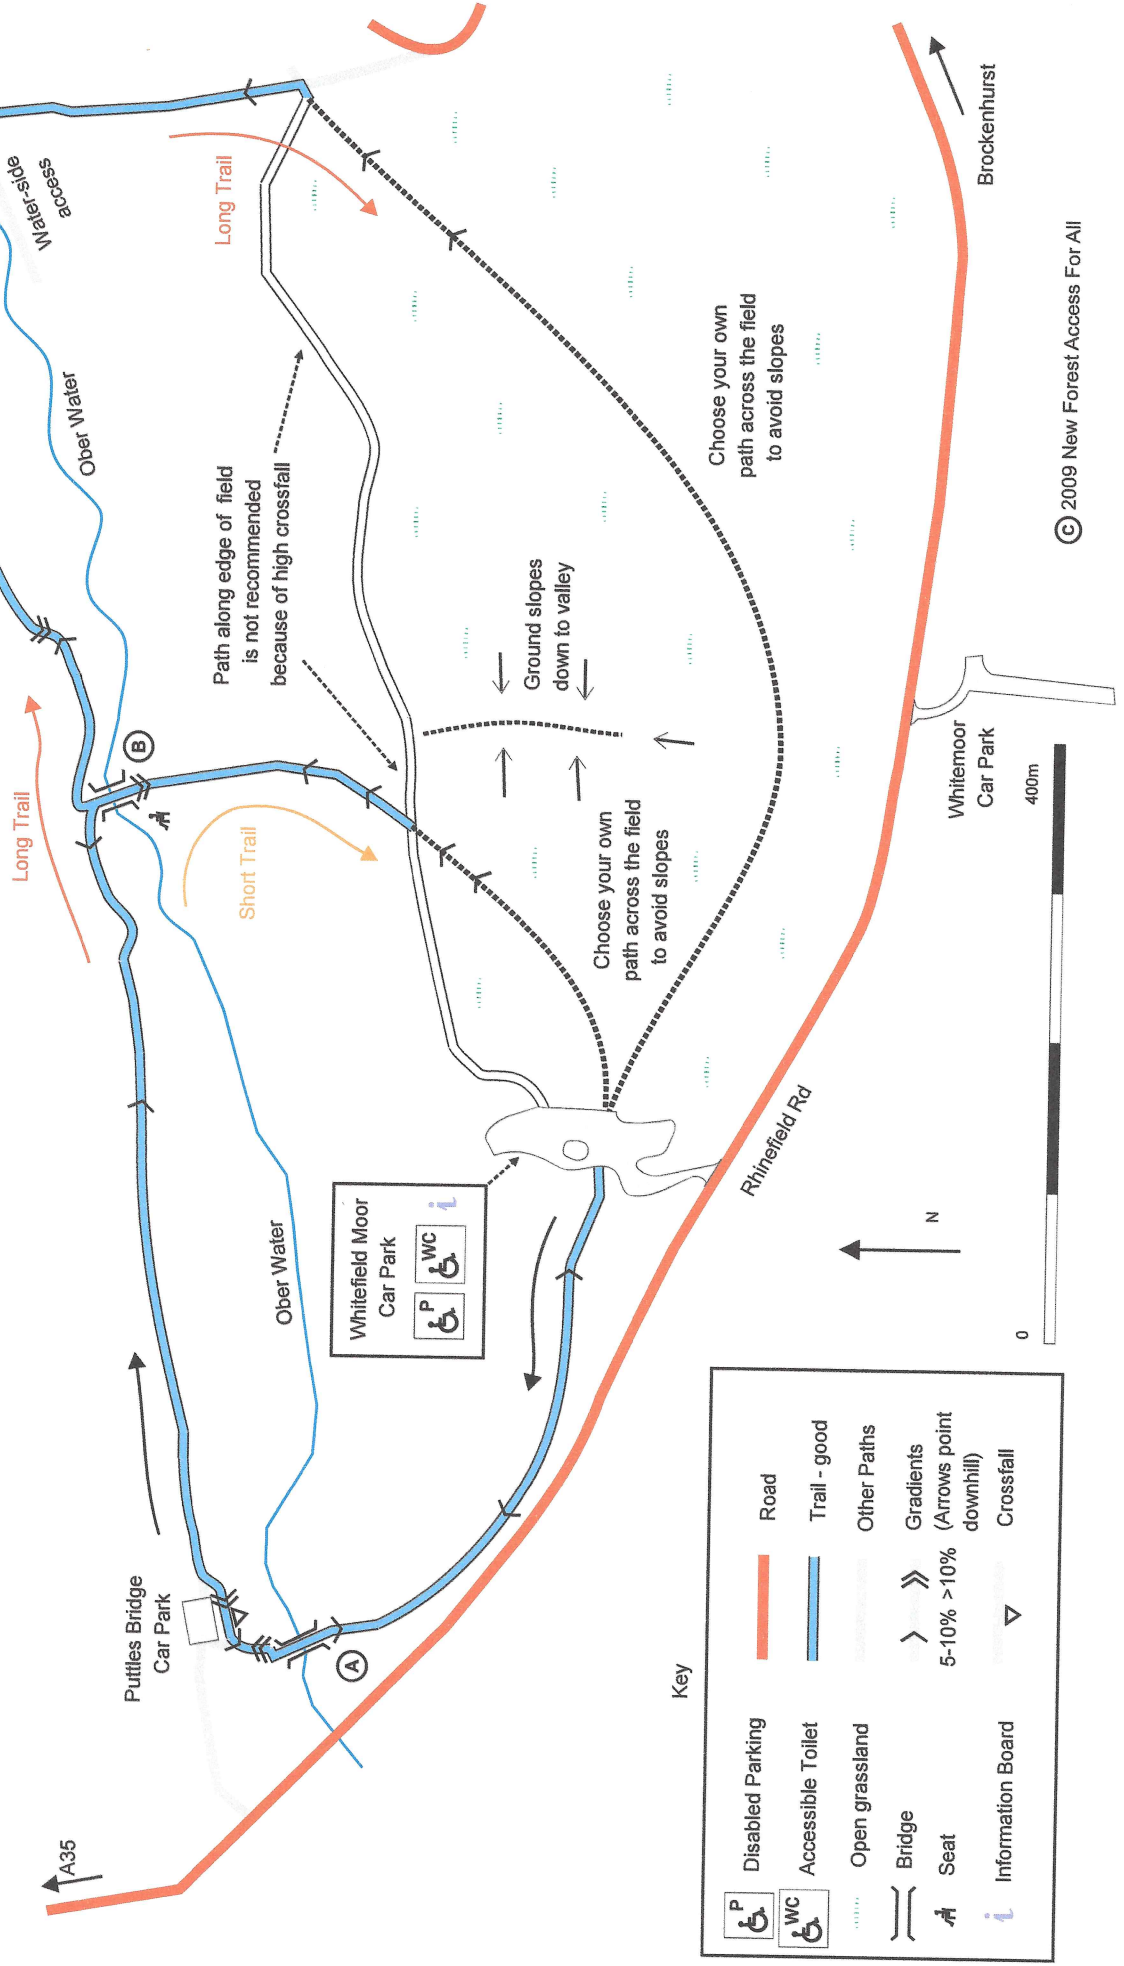 A35
Puttles Bridge
Car Park
A
Ober Water
Whitefield Moor
Car Park
P
WC
i
Long Trail
Short Trail
B
Ober Water
Water-side
access
Long Trail
Path along edge of field
is not recommended
because of high crossfall
Ground slopes
down to valley
Choose your own
path across the field
to avoid slopes
Choose your own
path across the field
to avoid slopes
Rhinefield Rd
Whitemoor
Car Park
Brockenhurst
N
0
400m
© 2009 New Forest Access For All
Key
P
Disabled Parking
WC
Accessible Toilet
Open grassland
Bridge
Seat
i
Information Board
Road
Trail - good
Other Paths
5-10% >10%
Gradients
(Arrows point
downhill)
Crossfall